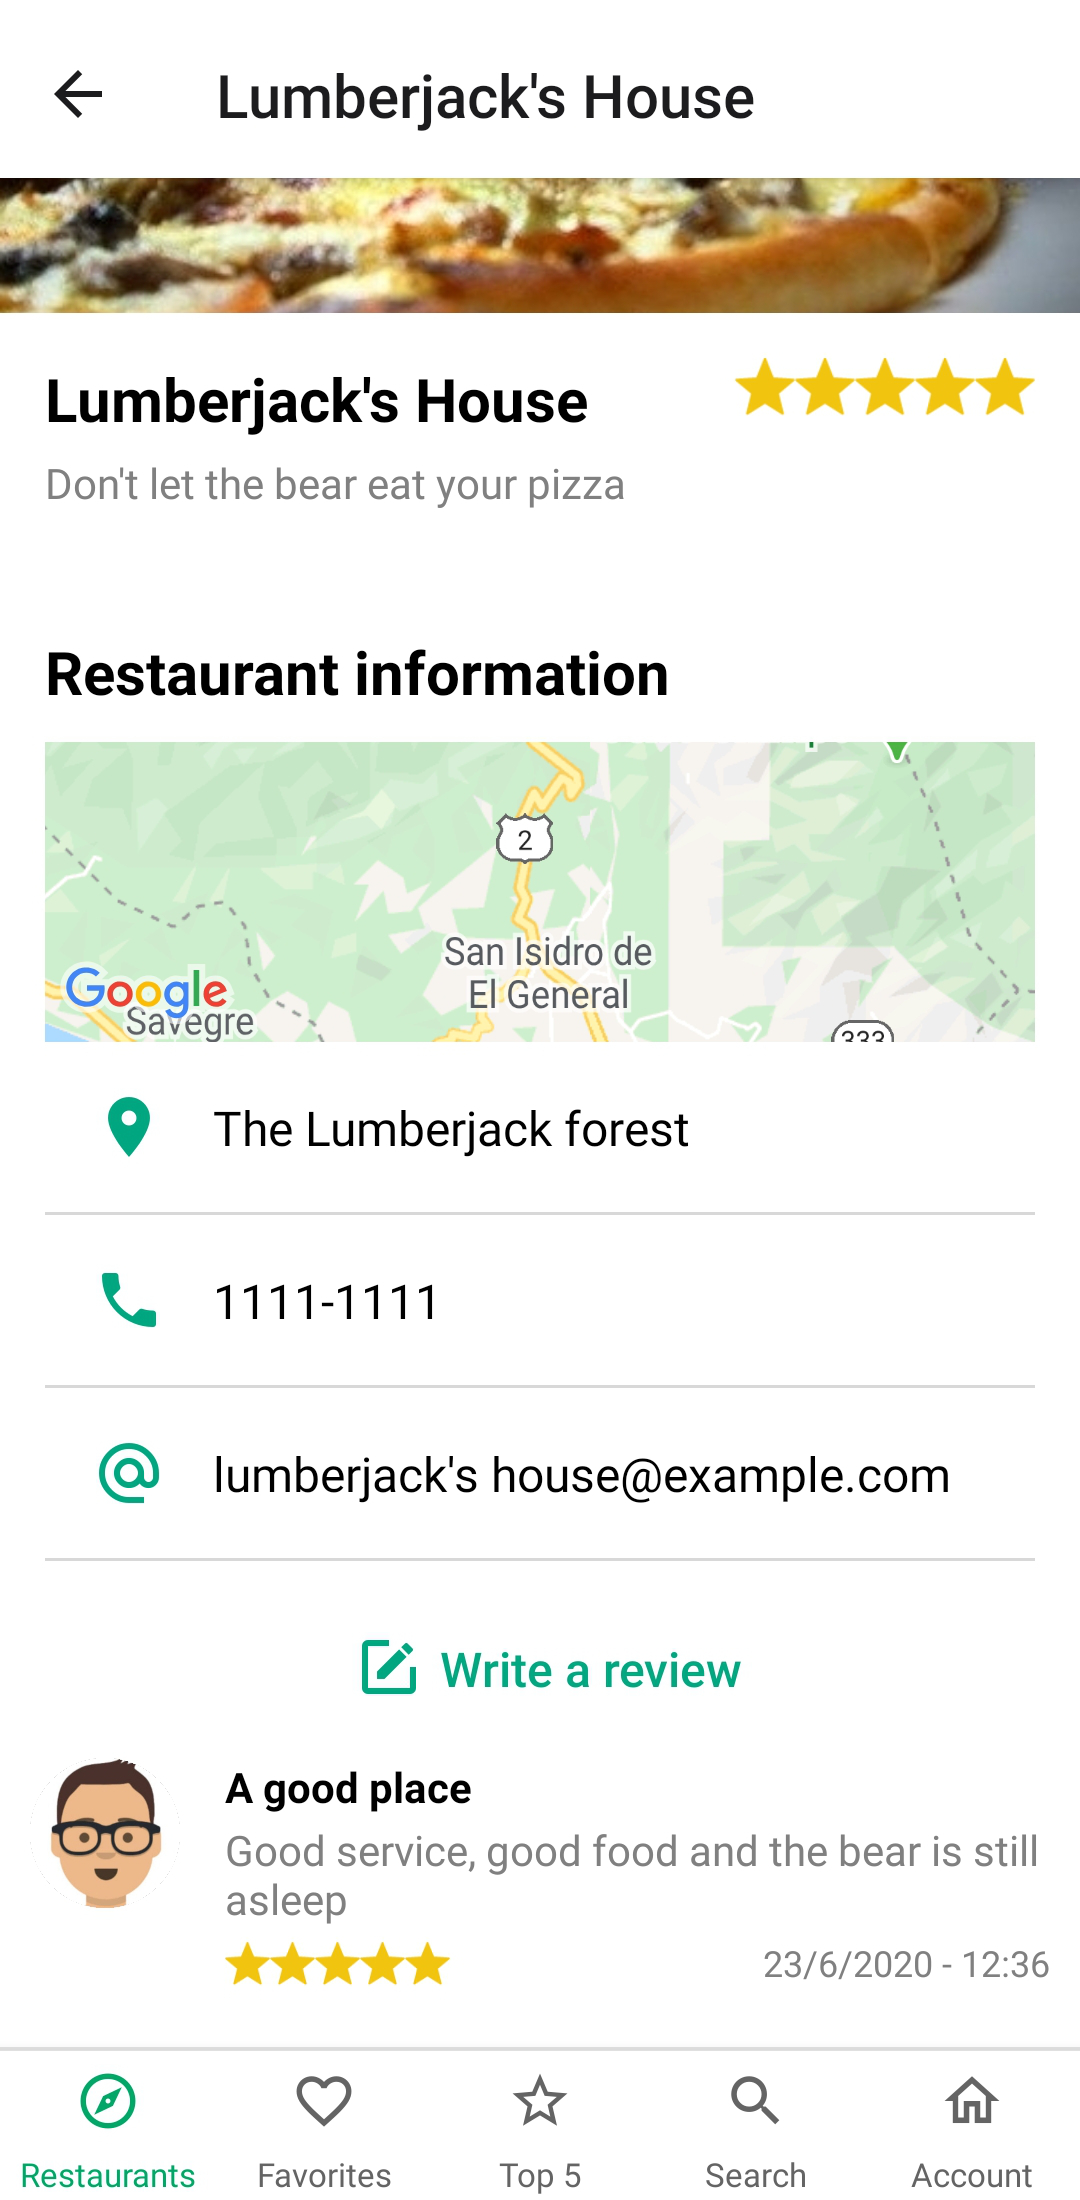 Lumberjack's House
Lumberjack's House
Don't let the bear eat your pizza
Restaurant information
2
San Isidro de
El General
Google
Savegre
333
The Lumberjack forest
1111-1111
lumberjack's house@example.com
Write a review
A good place
Good service, good food and the bear is still
asleep
23/6/2020 - 12:36
Restaurants
Favorites
Top 5
Search
Account